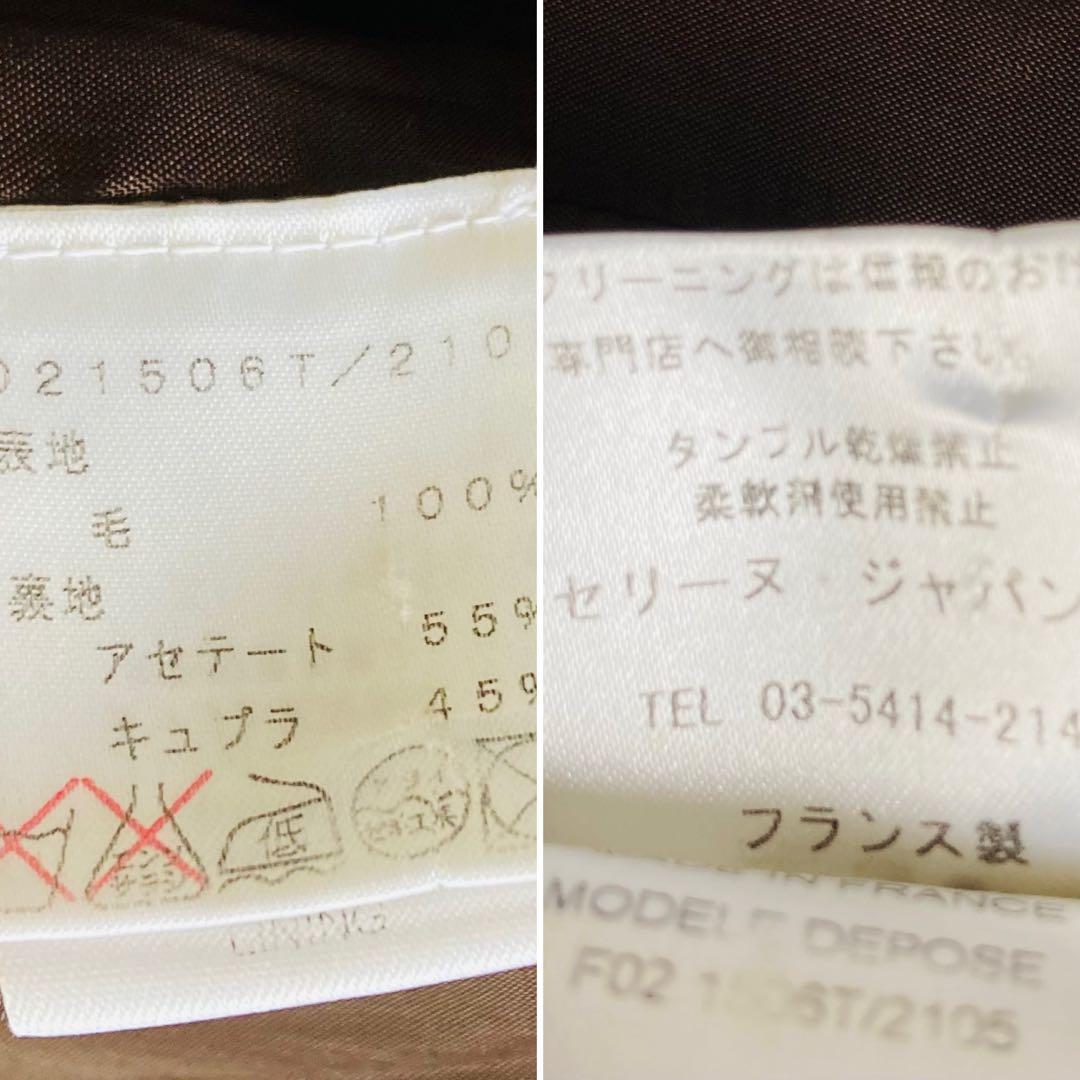 021506T/210
表地
毛 100%
裏地
アセテート 55%
キュプラ 45%
低
クリーニングは信頼のおけ
専門店へ御相談下さい。
タンブル乾燥禁止
柔軟剤使用禁止
セリーヌ ジャパン
TEL 03-5414-214
フランス製
IN FRANCE
MODELE DEPOSE
F02 1506T/2105